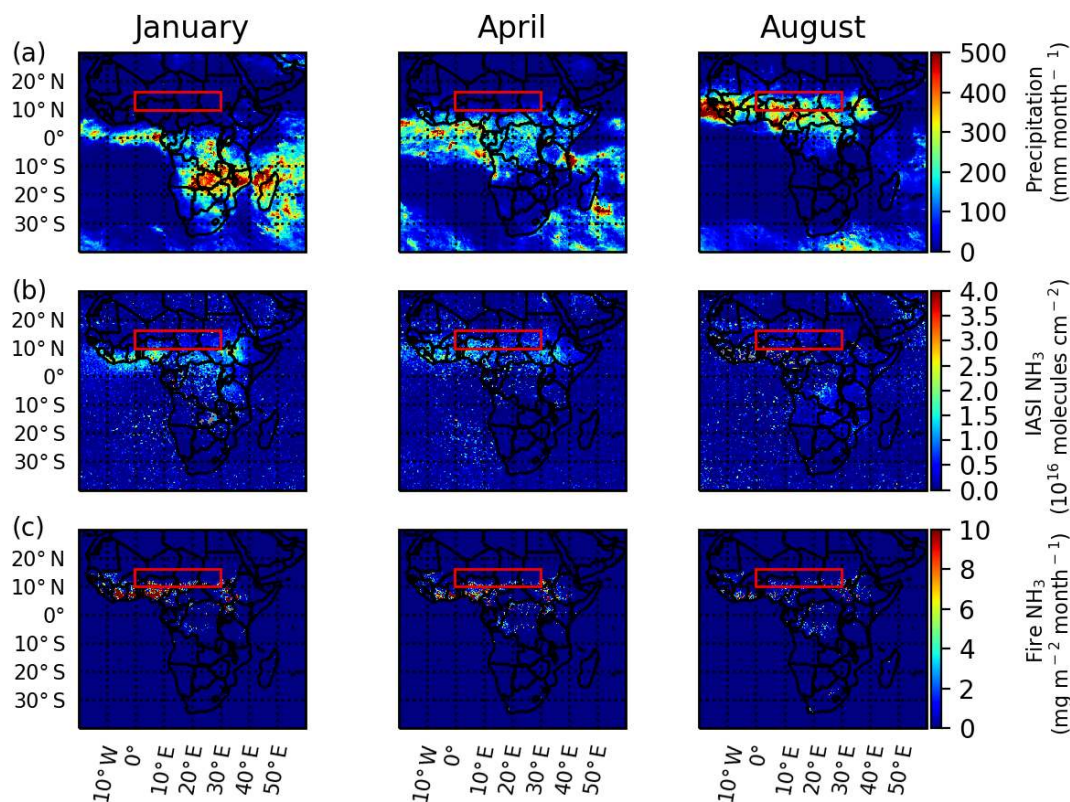 January April August
(a)
20° N
10° N
0°
10° S
20° S
30° S
500
400
300
200
100
0
Precipitation
(mm month⁻ ¹)
(b)
20° N
10° N
0°
10° S
20° S
30° S
4.0
3.5
3.0
2.5
2.0
1.5
1.0
0.5
0.0
IASI NH₃
(10¹⁶ molecules cm⁻²)
(c)
20° N
10° N
0°
10° S
20° S
30° S
10
8
6
4
2
0
Fire NH₃
(mg m⁻² month⁻¹)
10° W 0° 10° E 20° E 30° E 40° E 50° E
10° W 0° 10° E 20° E 30° E 40° E 50° E
10° W 0° 10° E 20° E 30° E 40° E 50° E